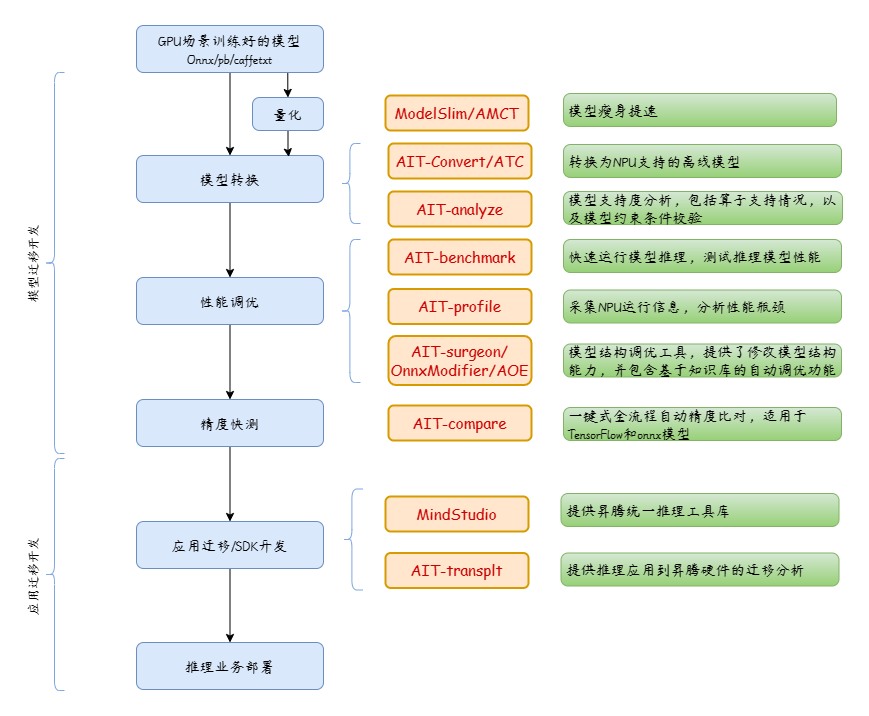 GPU场景训练好的模型
Onnx/pb/caffetxt
量化
ModelSlim/AMCT
模型瘦身提速
模型转换
AIT-Convert/ATC
转换为NPU支持的离线模型
AIT-analyze
模型支持度分析，包括算子支持情况，以
及模型约束条件校验
模型迁移开发
AIT-benchmark
快速运行模型推理，测试推理模型性能
性能调优
AIT-profile
采集NPU运行信息，分析性能瓶颈
AIT-surgeon/
OnnxModifier/AOE
模型结构调优工具，提供了修改模型结构
能力，并包含基于知识库的自动调优功能
精度快测
AIT-compare
一键式全流程自动精度比对，适用于
TensorFlow和onnx模型
应用迁移开发
应用迁移/SDK开发
MindStudio
提供昇腾统一推理工具库
AIT-transplt
提供推理应用到昇腾硬件的迁移分析
推理业务部署